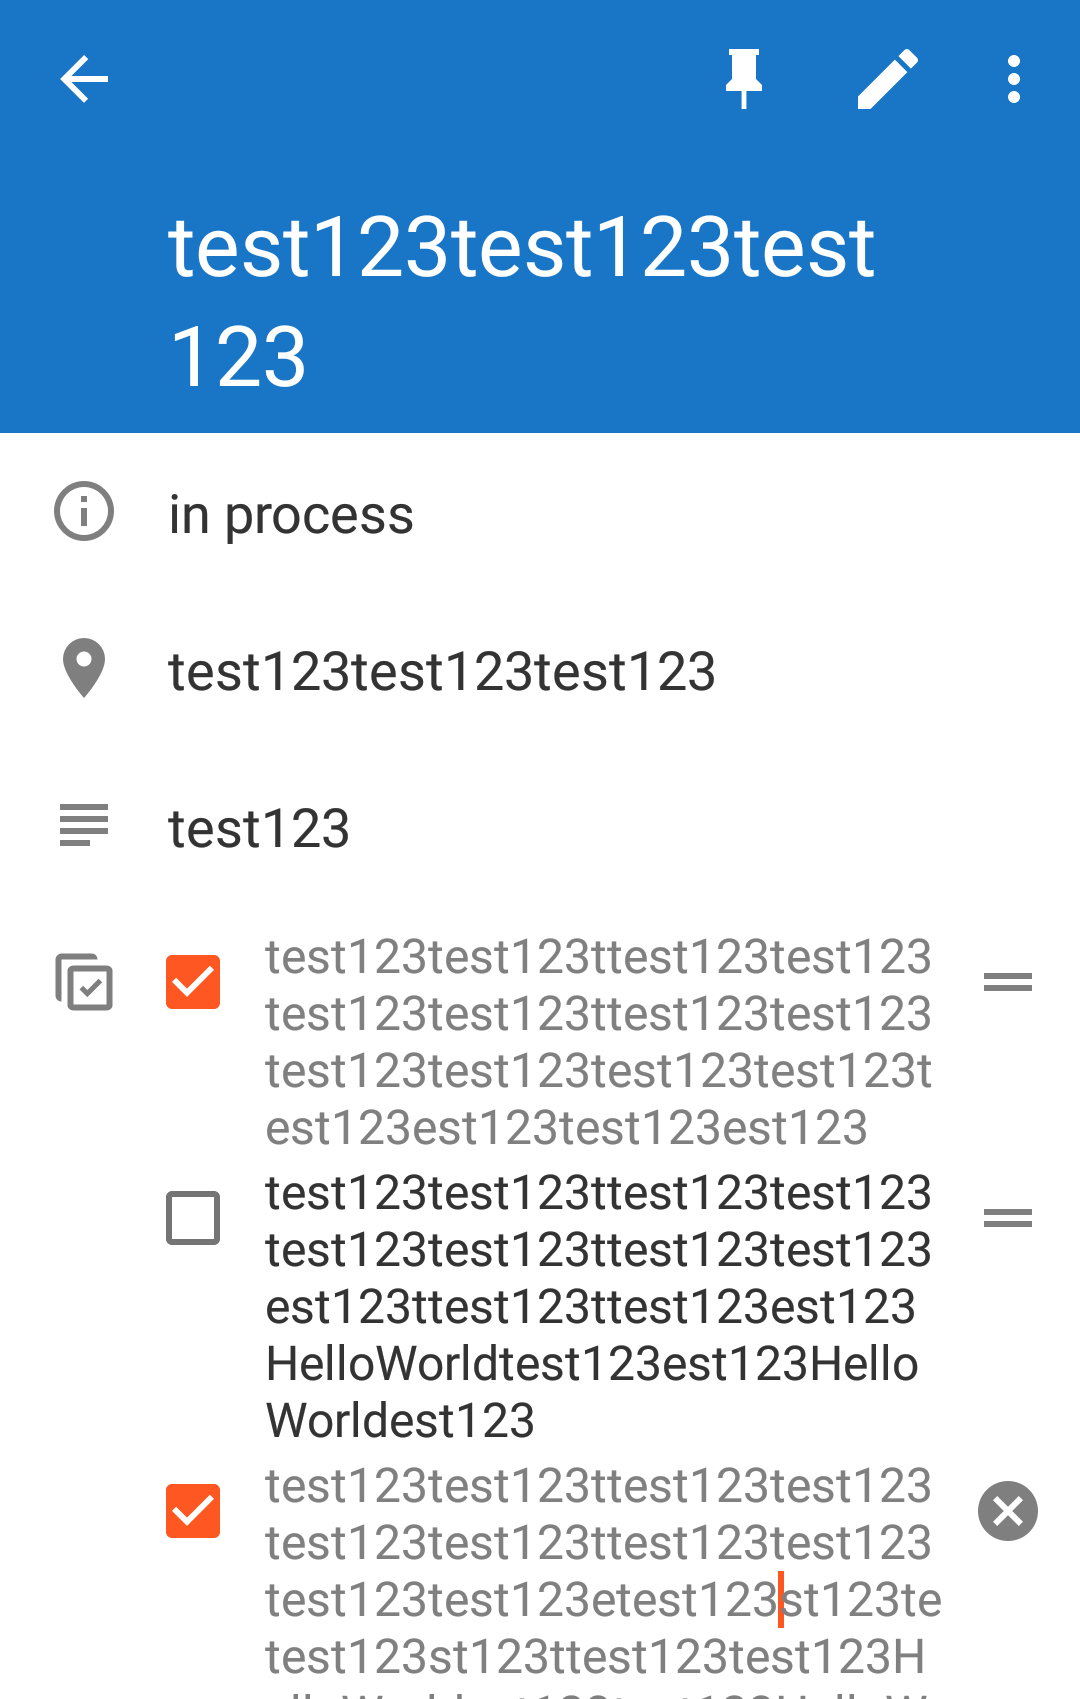 test123test123test
123
in process
test123test123test123
test123
test123test123ttest123test123
test123test123ttest123test123
test123test123test123test123t
est123est123test123est123
test123test123ttest123test123
test123test123ttest123test123
est123ttest123ttest123est123
HelloWorldtest123est123Hello
Worldest123
test123test123ttest123test123
test123test123ttest123test123
test123test123etest123st123te
test123st123ttest123test123H